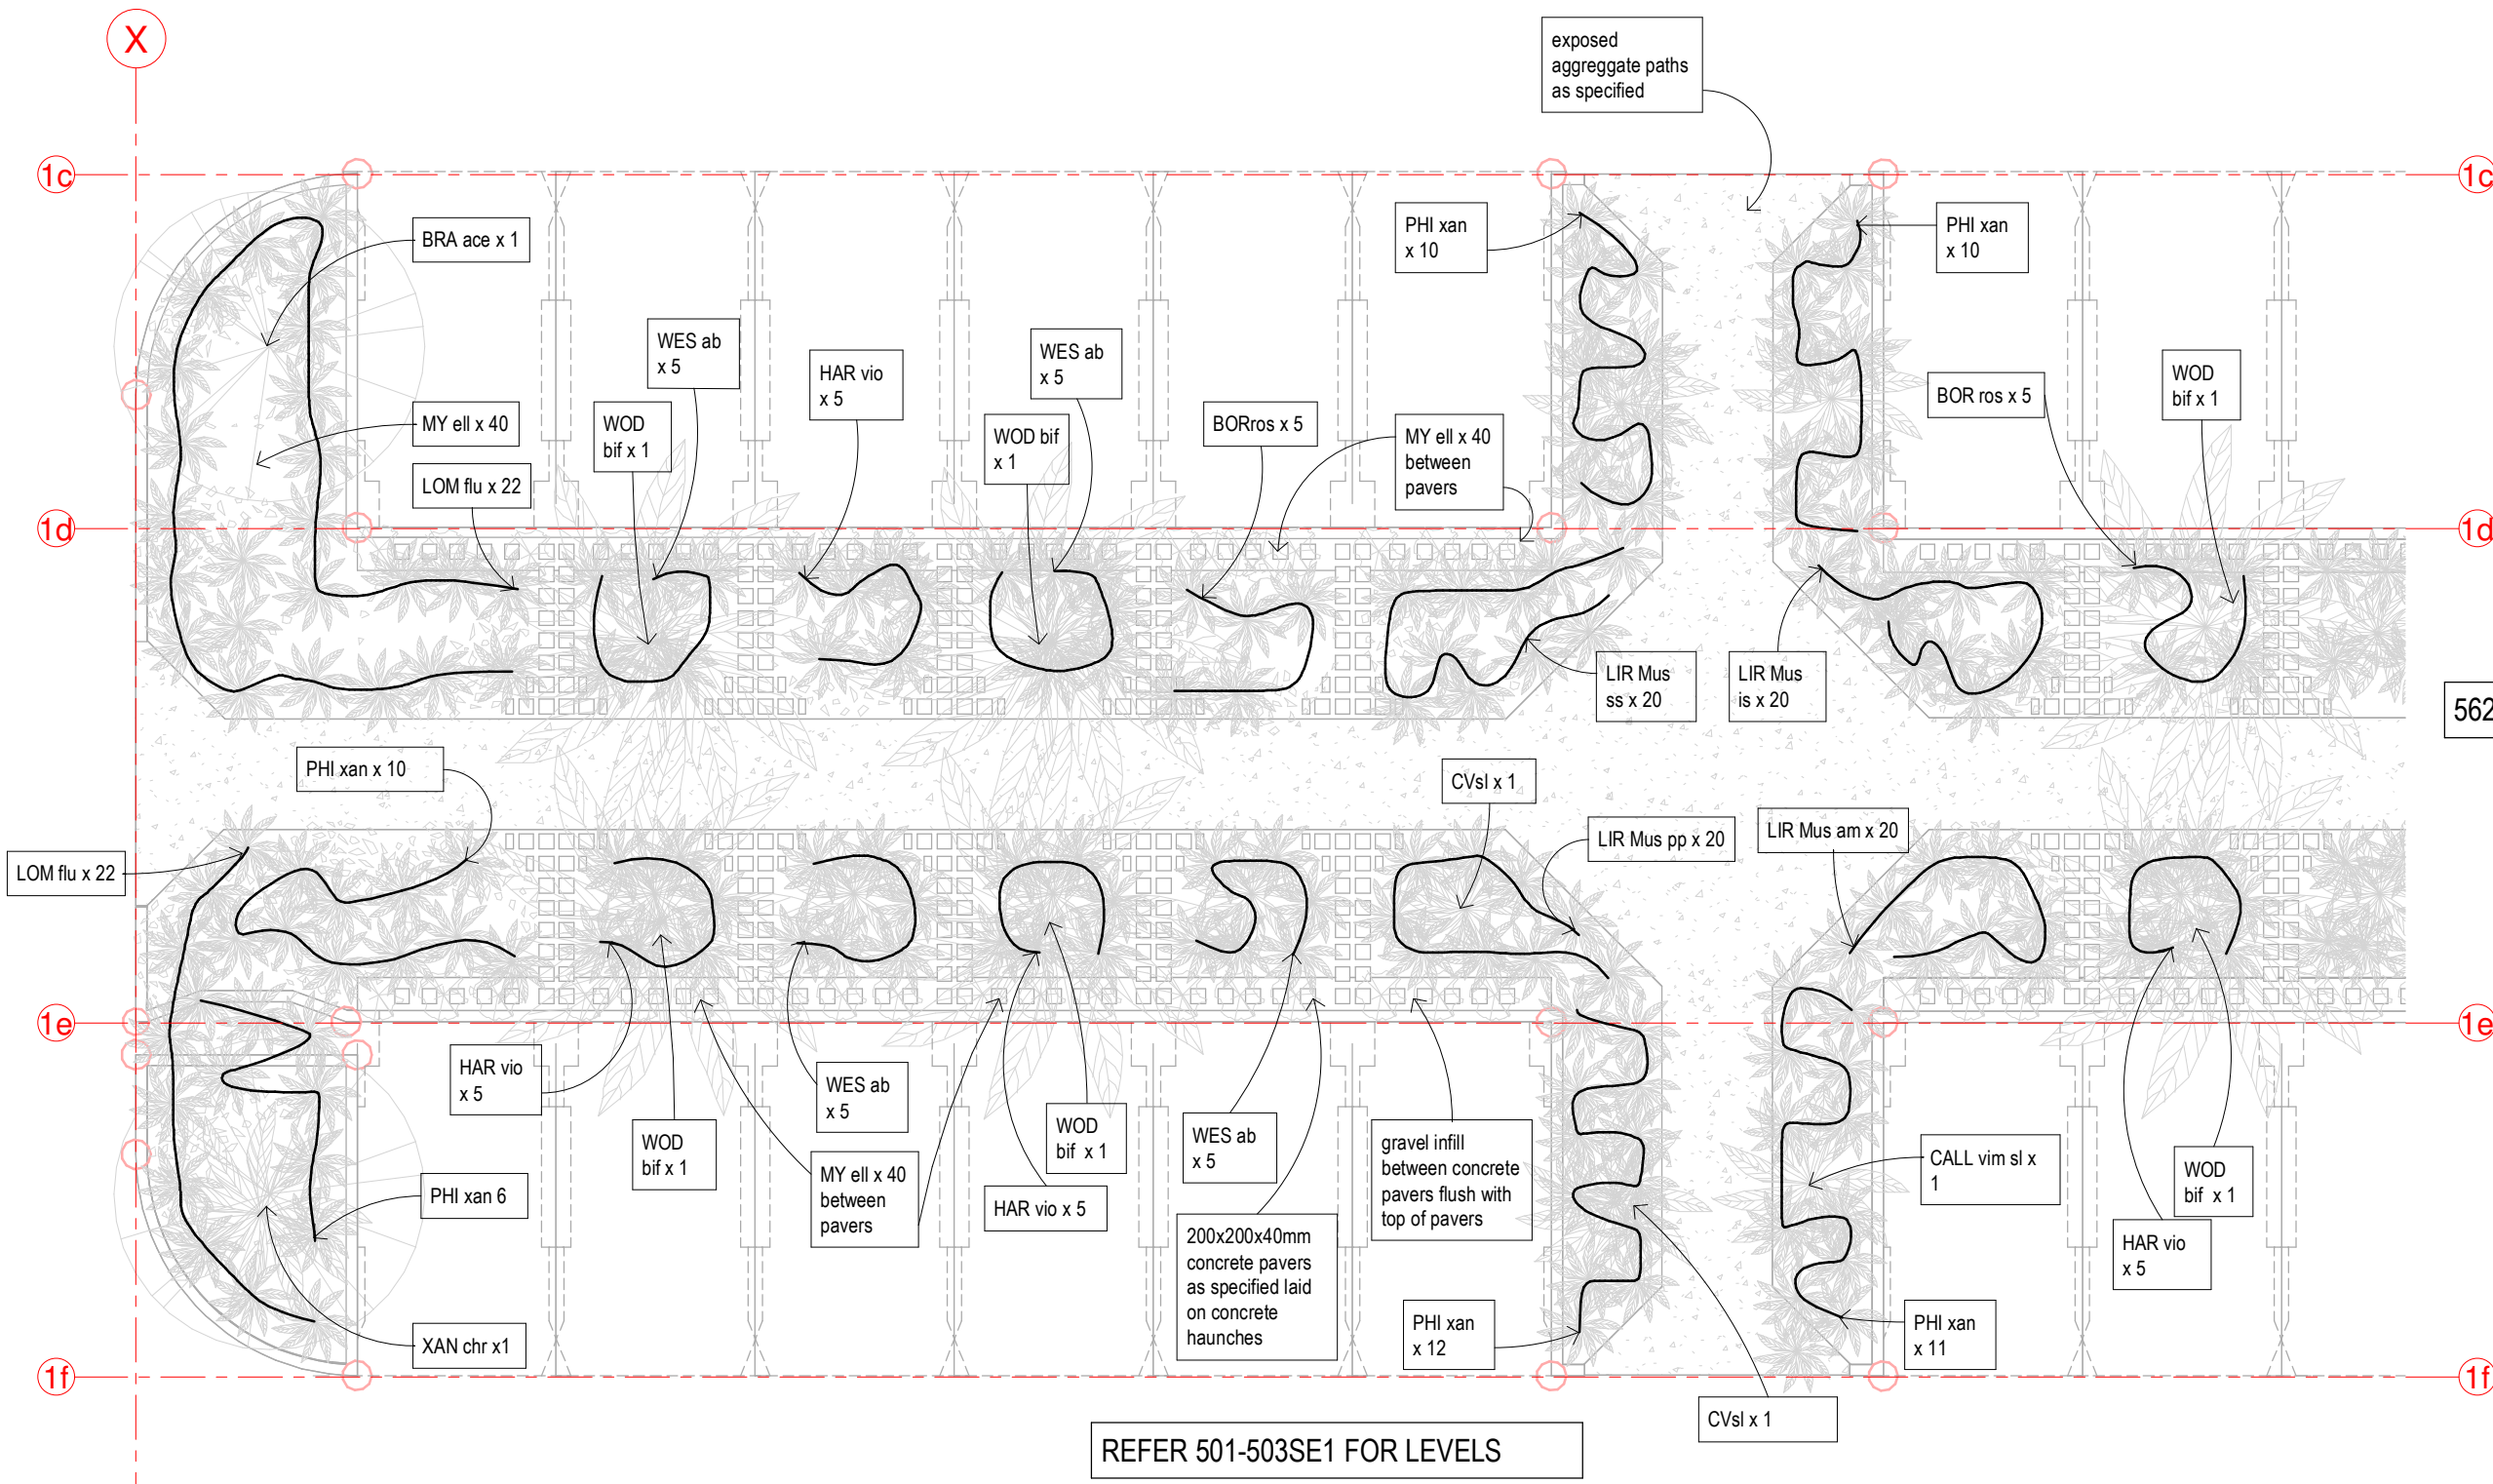 X
exposed
aggreggate paths
as specified
1c
1c
BRA ace x 1
PHI xan
x 10
PHI xan
x 10
WES ab
x 5
WES ab
x 5
HAR vio
x 5
WOD
bif x 1
BOR ros x 5
MY ell x 40
WOD
bif x 1
WOD bif
x 1
BORros x 5
MY ell x 40
between
pavers
LOM flu x 22
1d
1d
LIR Mus
ss x 20
LIR Mus
is x 20
562
PHI xan x 10
CVsl x 1
LIR Mus pp x 20
LIR Mus am x 20
LOM flu x 22
1e
1e
HAR vio
x 5
WES ab
x 5
WOD
bif x 1
WOD
bif x 1
WES ab
x 5
gravel infill
between concrete
pavers flush with
top of pavers
CALL vim sl x
1
WOD
bif x 1
MY ell x 40
between
pavers
PHI xan 6
HAR vio x 5
200x200x40mm
concrete pavers
as specified laid
on concrete
haunches
HAR vio
x 5
XAN chr x1
PHI xan
x 12
PHI xan
x 11
1f
1f
CVsl x 1
REFER 501-503SE1 FOR LEVELS